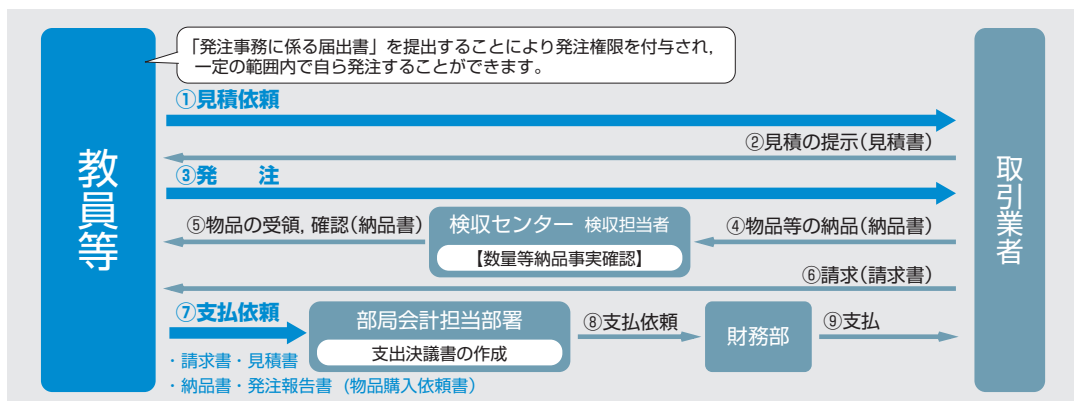 「発注事務に係る届出書」を提出することにより発注権限を付与され，
一定の範囲内で自ら発注することができます。
教員等
取引業者
①見積依頼
②見積の提示（見積書）
③発　　注
④物品等の納品（納品書）
検収センター 検収担当者
【数量等納品事実確認】
⑤物品の受領，確認（納品書）
⑥請求（請求書）
⑦支払依頼
・請求書・見積書
・納品書・発注報告書（物品購入依頼書）
部局会計担当部署
支出決議書の作成
⑧支払依頼
財務部
⑨支払